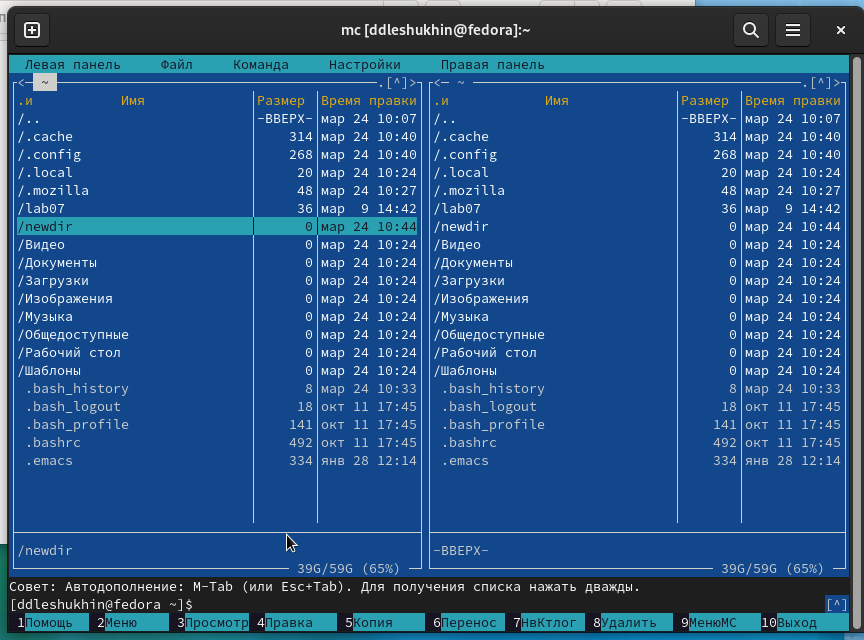 mc [ddleshukhin@fedora]:~
Левая панель Файл Команда Настройки Правая панель
<─ ~ .[^]> <─ ~ .[^]>
.и Имя Размер Время правки .и Имя Размер Время правки
/.. -ВВЕРХ- мар 24 10:07 /.. -ВВЕРХ- мар 24 10:07
/.cache 314 мар 24 10:40 /.cache 314 мар 24 10:40
/.config 268 мар 24 10:40 /.config 268 мар 24 10:40
/.local 20 мар 24 10:24 /.local 20 мар 24 10:24
/.mozilla 48 мар 24 10:27 /.mozilla 48 мар 24 10:27
/lab07 36 мар 9 14:42 /lab07 36 мар 9 14:42
/newdir 0 мар 24 10:44 /newdir 0 мар 24 10:44
/Видео 0 мар 24 10:24 /Видео 0 мар 24 10:24
/Документы 0 мар 24 10:24 /Документы 0 мар 24 10:24
/Загрузки 0 мар 24 10:24 /Загрузки 0 мар 24 10:24
/Изображения 0 мар 24 10:24 /Изображения 0 мар 24 10:24
/Музыка 0 мар 24 10:24 /Музыка 0 мар 24 10:24
/Общедоступные 0 мар 24 10:24 /Общедоступные 0 мар 24 10:24
/Рабочий стол 0 мар 24 10:24 /Рабочий стол 0 мар 24 10:24
/Шаблоны 0 мар 24 10:24 /Шаблоны 0 мар 24 10:24
.bash_history 8 мар 24 10:33 .bash_history 8 мар 24 10:33
.bash_logout 18 окт 11 17:45 .bash_logout 18 окт 11 17:45
.bash_profile 141 окт 11 17:45 .bash_profile 141 окт 11 17:45
.bashrc 492 окт 11 17:45 .bashrc 492 окт 11 17:45
.emacs 334 янв 28 12:14 .emacs 334 янв 28 12:14
/newdir -ВВЕРХ-
39G/59G (65%) 39G/59G (65%)
Совет: Автодополнение: M-Tab (или Esc+Tab). Для получения списка нажать дважды.
[ddleshukhin@fedora ~]$ [^]
1Помощь 2Меню 3Просмотр 4Правка 5Копия 6Перенос 7НвКтлог 8Удалить 9МенюMC 10Выход